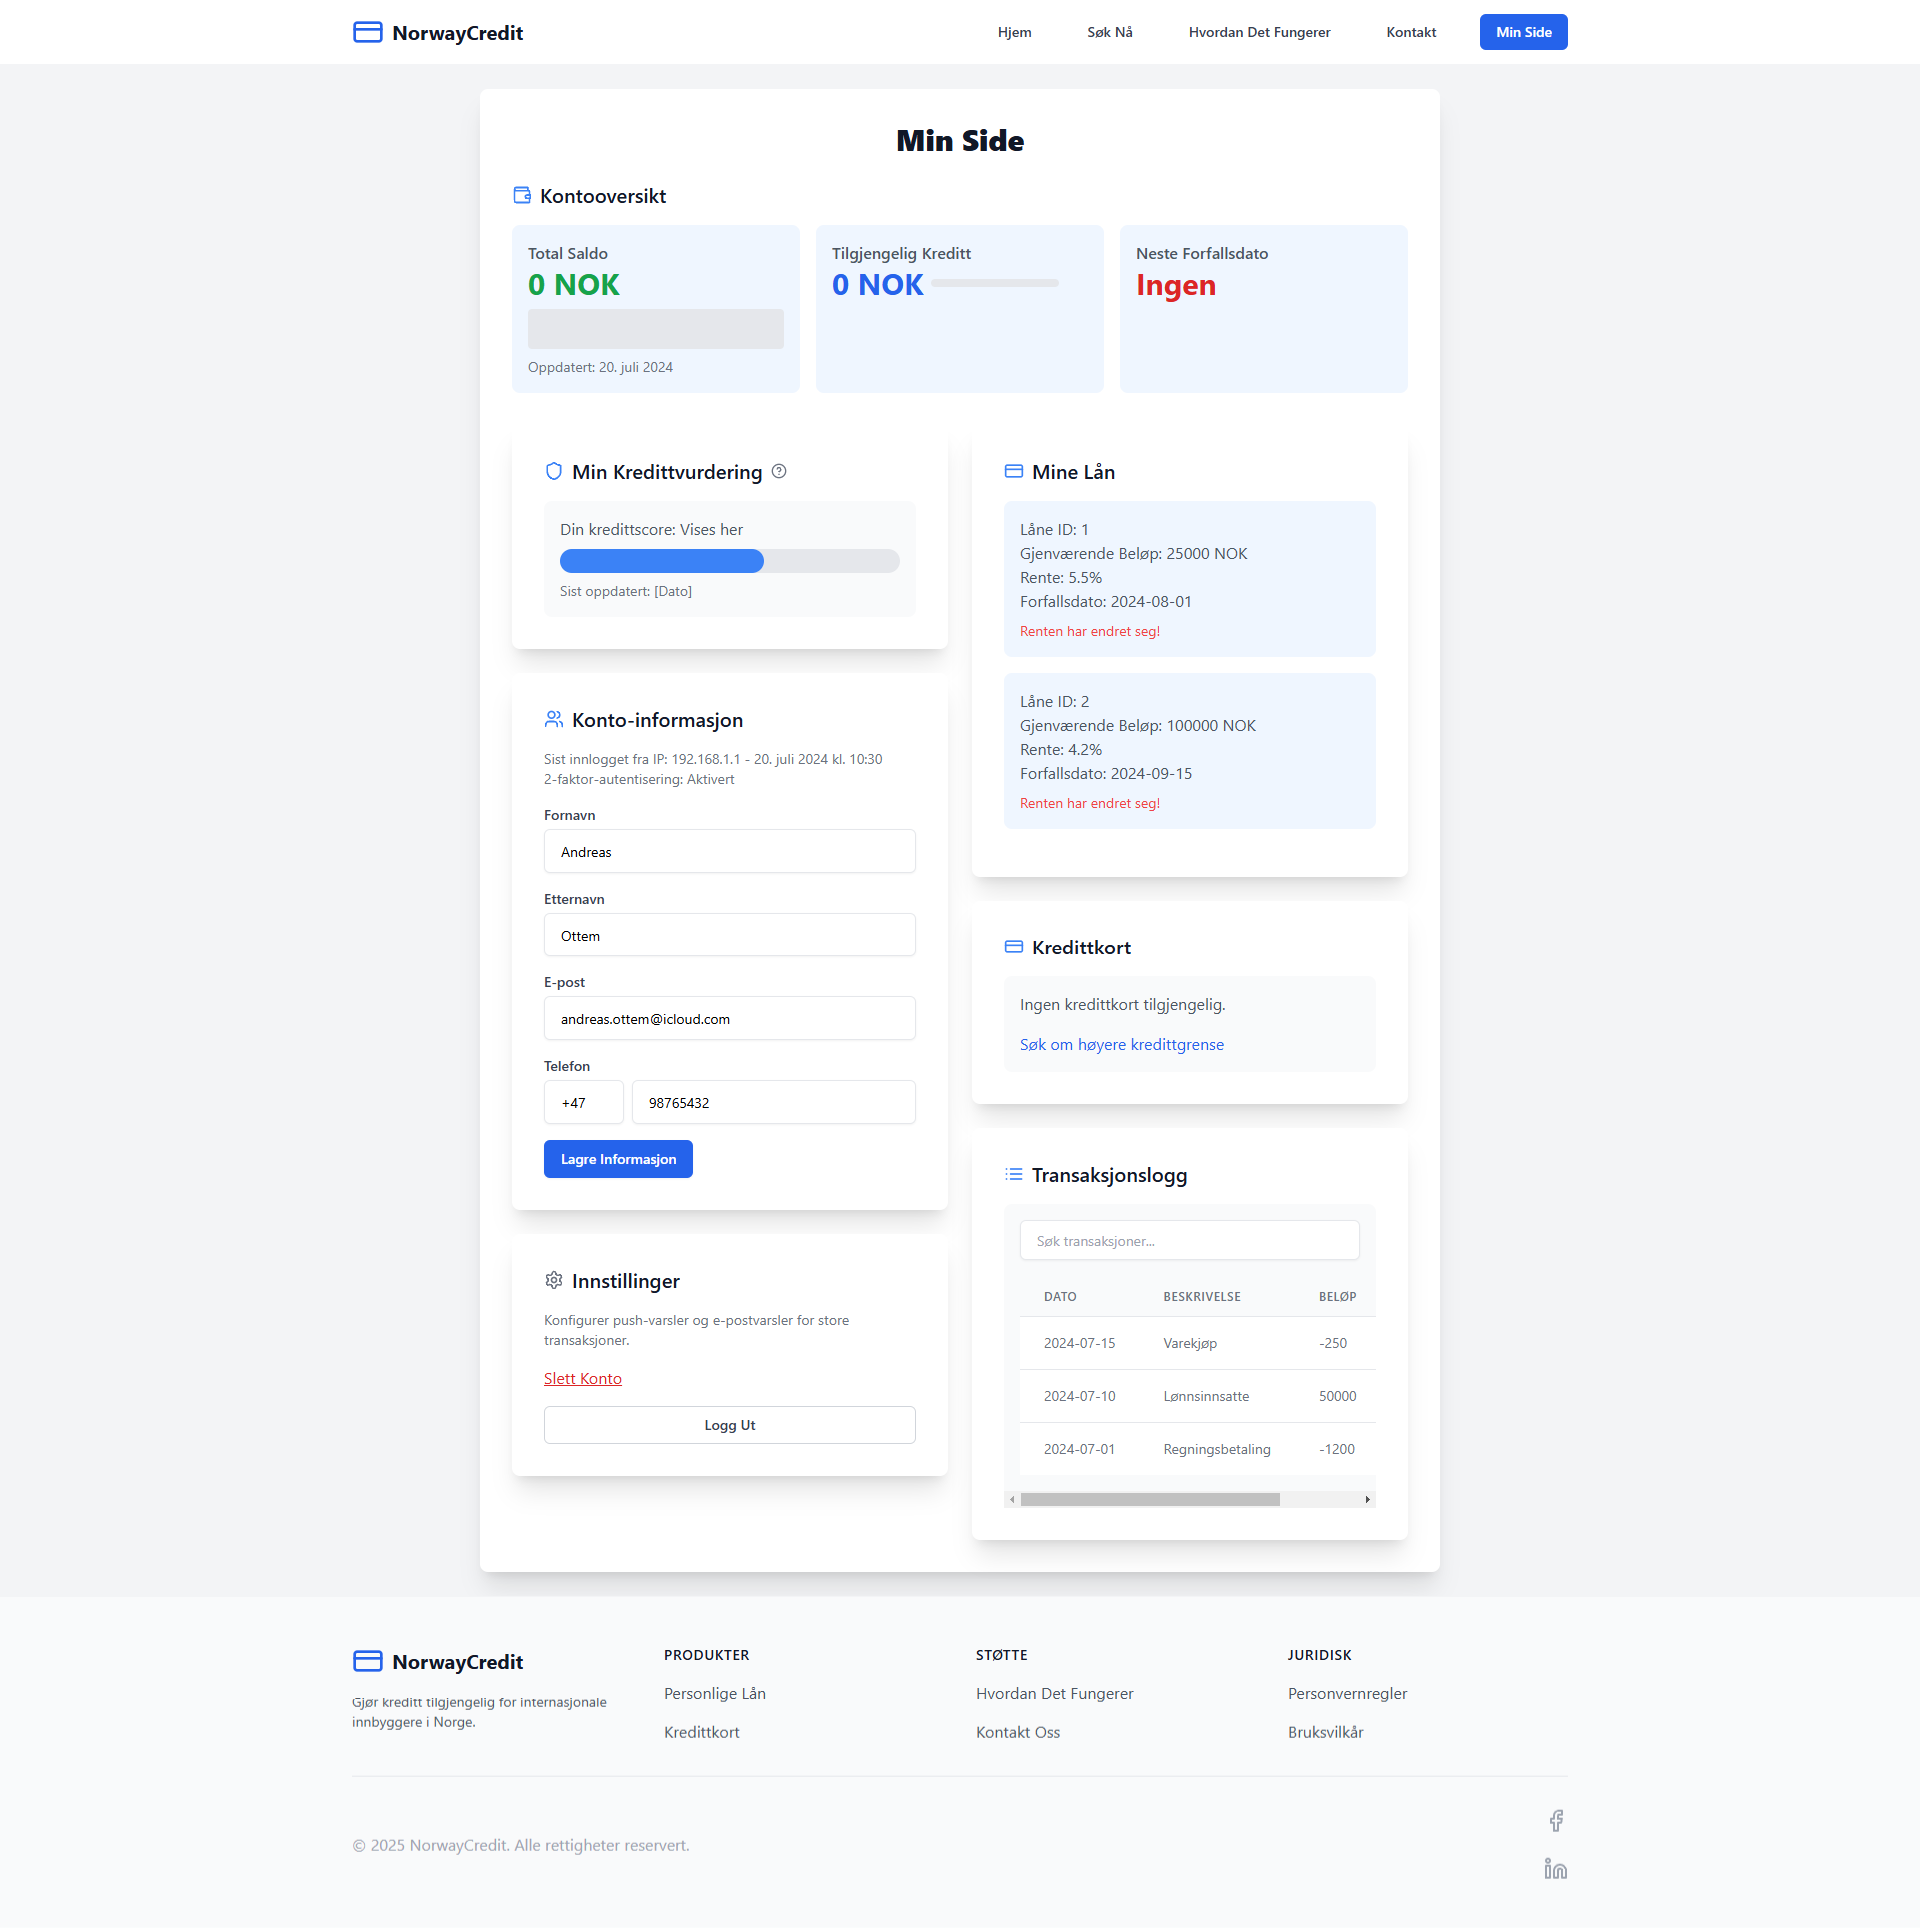 NorwayCredit
Hjem
Søk Nå
Hvordan Det Fungerer
Kontakt
Min Side
Min Side
Kontooversikt
Total Saldo
0 NOK
Oppdatert: 20. juli 2024
Tilgjengelig Kreditt
0 NOK
Neste Forfallsdato
Ingen
Min Kredittvurdering
Din kredittscore: Vises her
Sist oppdatert: [Dato]
Konto-informasjon
Sist innlogget fra IP: 192.168.1.1 - 20. juli 2024 kl. 10:30
2-faktor-autentisering: Aktivert
Fornavn
Andreas
Etternavn
Ottem
E-post
andreas.ottem@icloud.com
Telefon
+47
98765432
Lagre Informasjon
Innstillinger
Konfigurer push-varsler og e-postvarsler for store
transaksjoner.
Slett Konto
Logg Ut
Mine Lån
Låne ID: 1
Gjenværende Beløp: 25000 NOK
Rente: 5.5%
Forfallsdato: 2024-08-01
Renten har endret seg!
Låne ID: 2
Gjenværende Beløp: 100000 NOK
Rente: 4.2%
Forfallsdato: 2024-09-15
Renten har endret seg!
Kredittkort
Ingen kredittkort tilgjengelig.
Søk om høyere kredittgrense
Transaksjonslogg
Søk transaksjoner...
DATO BESKRIVELSE BELØP
2024-07-15 Varekjøp -250
2024-07-10 Lønnsinnsatte 50000
2024-07-01 Regningsbetaling -1200
NorwayCredit
Gjør kreditt tilgjengelig for internasjonale
innbyggere i Norge.
PRODUKTER
Personlige Lån
Kredittkort
STØTTE
Hvordan Det Fungerer
Kontakt Oss
JURIDISK
Personvernregler
Bruksvilkår
© 2025 NorwayCredit. Alle rettigheter reservert.